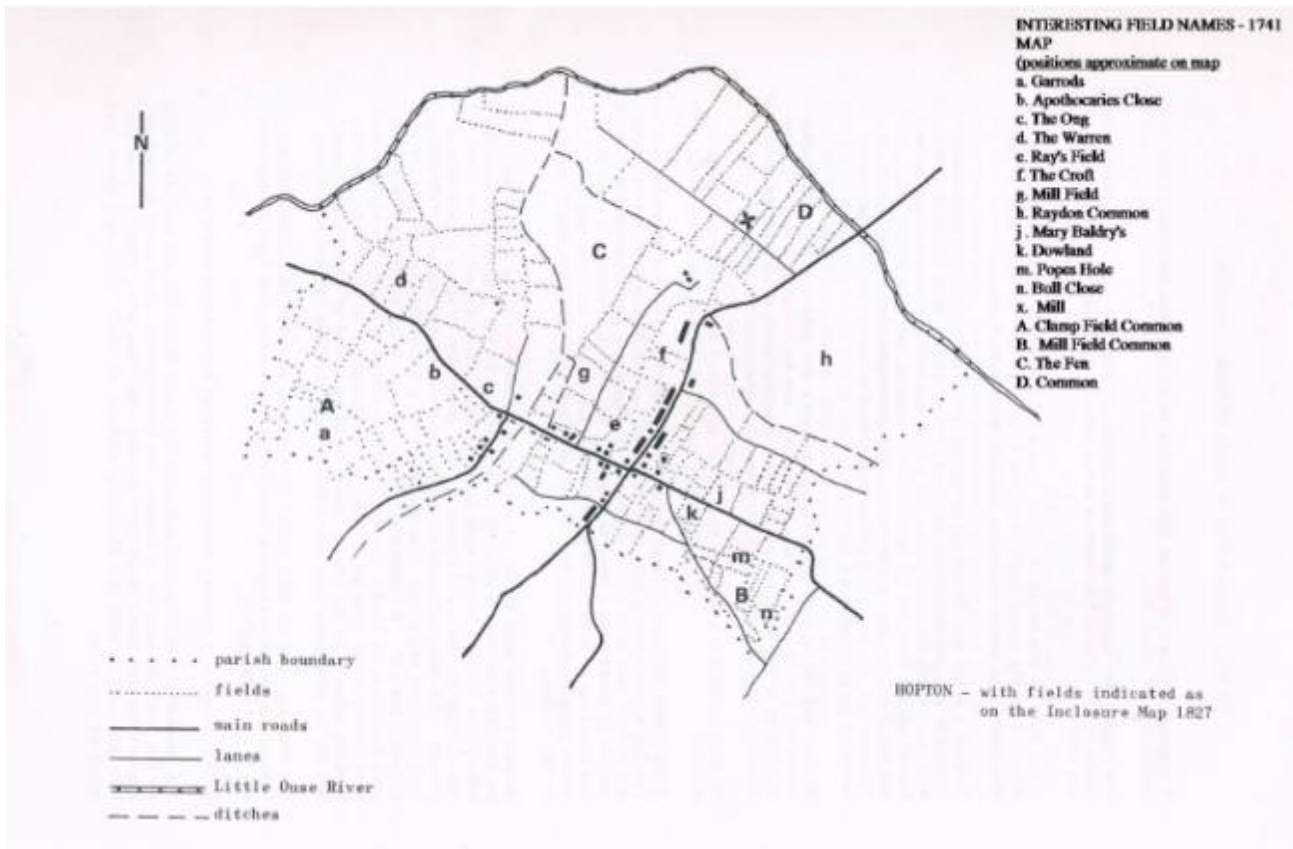 INTERESTING FIELD NAMES - 1741
MAP
(positions approximate on map
a. Garrods
b. Apothocaries Close
c. The Ong
d. The Warren
e. Ray's Field
f. The Croft
g. Mill Field
h. Raydon Common
j. Mary Baldry's
k. Dowland
m. Popes Hole
n. Bull Close
x. Mill
A. Clamp Field Common
B. Mill Field Common
C. The Fen
D. Common
N
X
D
C
d
h
f
b
c
g
A
a
e
j
k
m
B
n
parish boundary
fields
main roads
lanes
Little Ouse River
ditches
HOPTON - with fields indicated as
on the Inclosure Map 1827